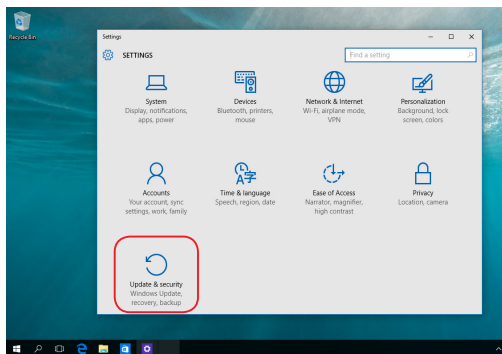 Recycle Bin
Settings
SETTINGS
Find a setting
System
Display, notifications,
apps, power
Devices
Bluetooth, printers,
mouse
Network & Internet
Wi-Fi, airplane mode,
VPN
Personalization
Background, lock
screen, colors
Accounts
Your account, sync
settings, work, family
Time & language
Speech, region, date
Ease of Access
Narrator, magnifier,
high contrast
Privacy
Location, camera
Update & security
Windows Update,
recovery, backup